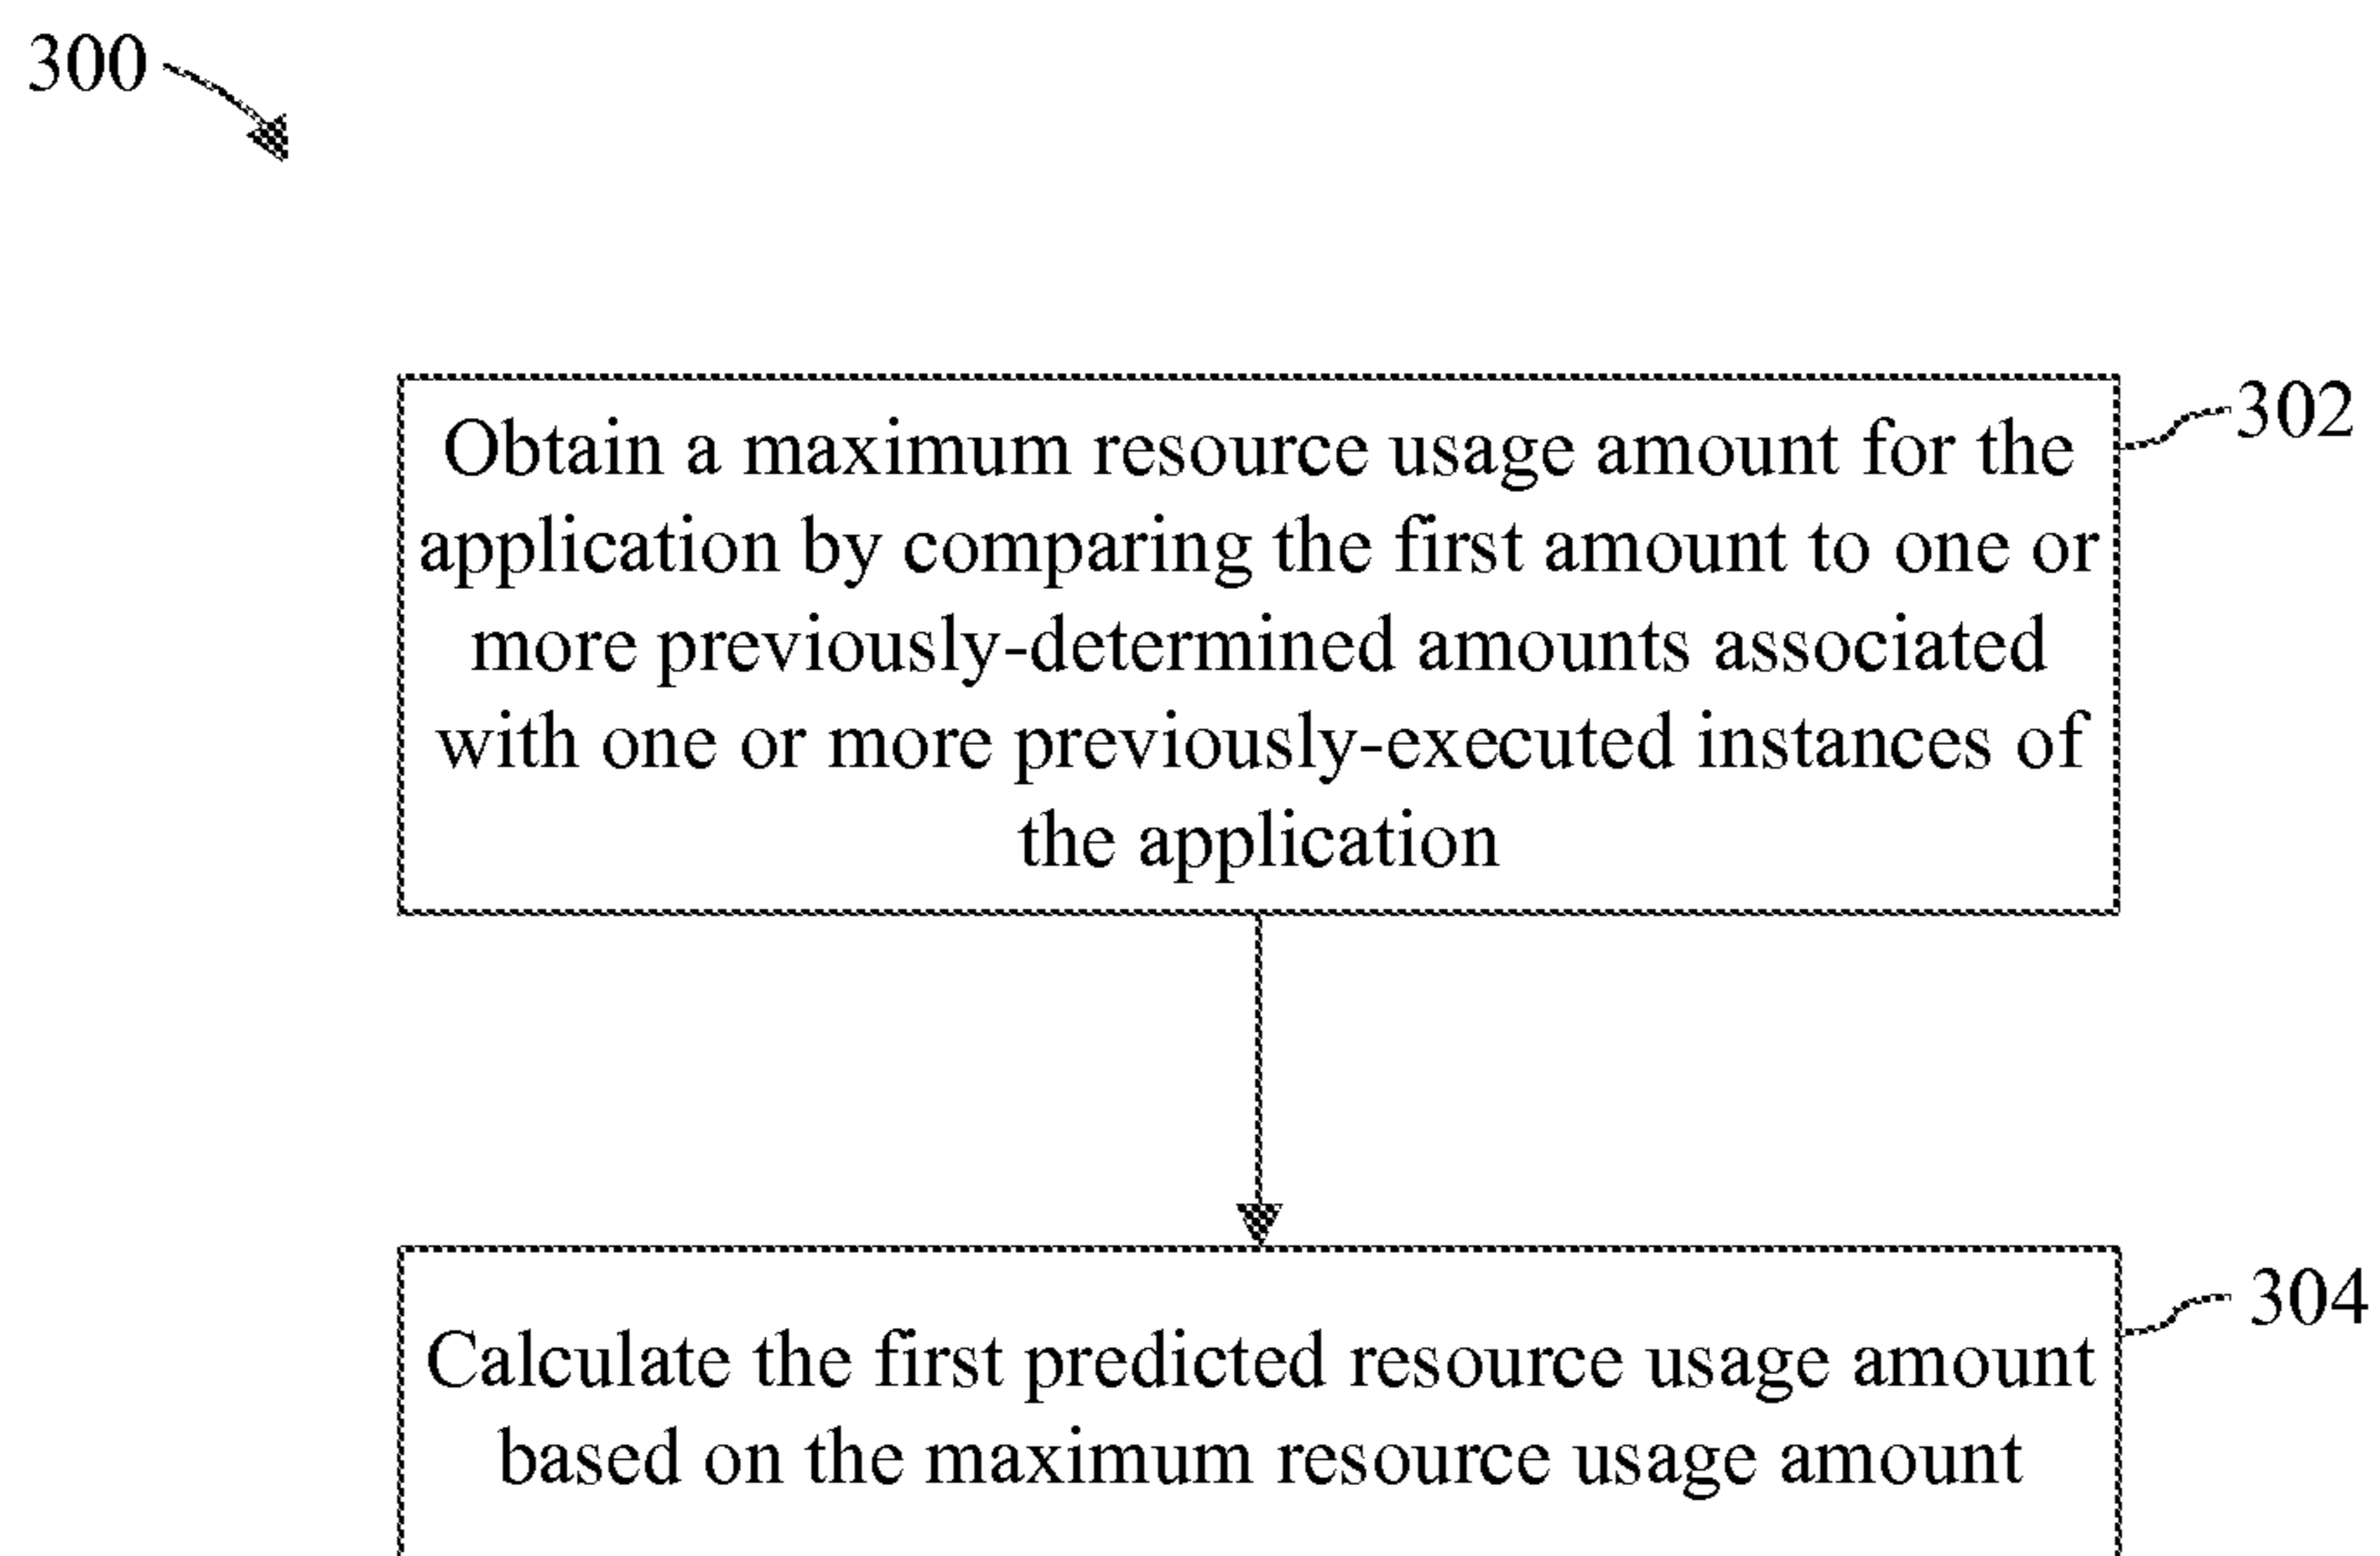 300
302
Obtain a maximum resource usage amount for the
application by comparing the first amount to one or
more previously-determined amounts associated
with one or more previously-executed instances of
the application
304
Calculate the first predicted resource usage amount
based on the maximum resource usage amount